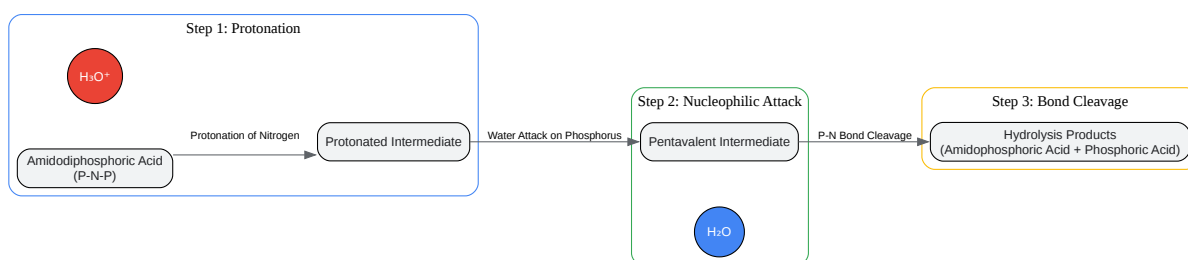 Step 1: Protonation
H₃O⁺
Amidodiphosphoric Acid
(P-N-P)
Protonation of Nitrogen
Protonated Intermediate
Water Attack on Phosphorus
Step 2: Nucleophilic Attack
Pentavalent Intermediate
H₂O
P-N Bond Cleavage
Step 3: Bond Cleavage
Hydrolysis Products
(Amidophosphoric Acid + Phosphoric Acid)